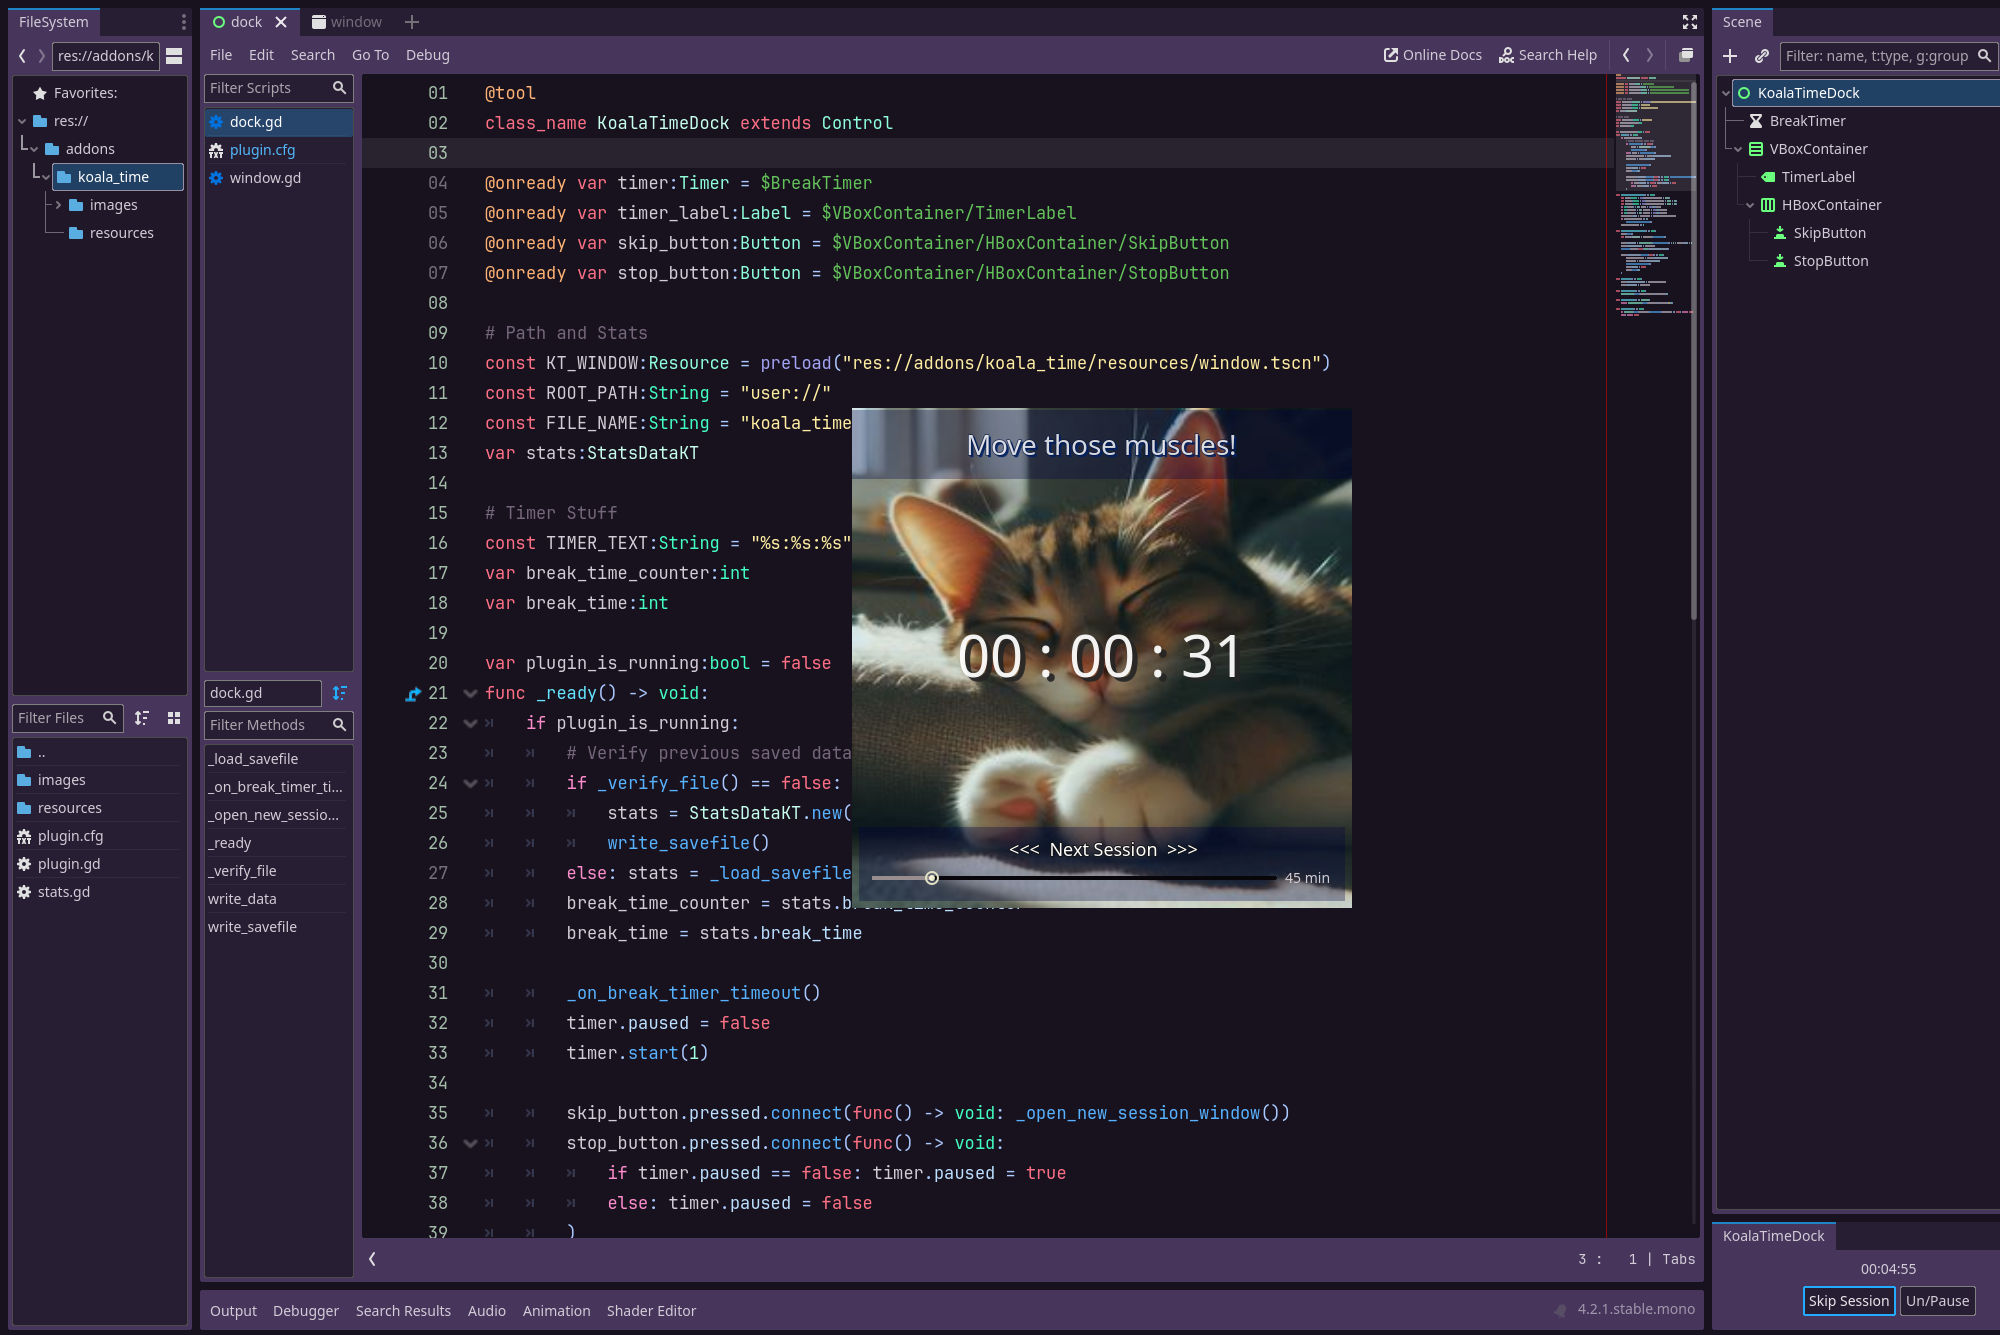 FileSystem
res://addons/k
Favorites:
res://
addons
koala_time
images
resources
Filter Files
..
images
resources
plugin.cfg
plugin.gd
stats.gd
dock
window
File Edit Search Go To Debug
Online Docs
Search Help
Filter Scripts
dock.gd
plugin.cfg
window.gd
dock.gd
Filter Methods
_load_savefile
_on_break_timer_ti...
_open_new_sessio...
_ready
_verify_file
write_data
write_savefile
01 @tool
02 class_name KoalaTimeDock extends Control
03
04 @onready var timer:Timer = $BreakTimer
05 @onready var timer_label:Label = $VBoxContainer/TimerLabel
06 @onready var skip_button:Button = $VBoxContainer/HBoxContainer/SkipButton
07 @onready var stop_button:Button = $VBoxContainer/HBoxContainer/StopButton
08
09 # Path and Stats
10 const KT_WINDOW:Resource = preload("res://addons/koala_time/resources/window.tscn")
11 const ROOT_PATH:String = "user://"
12 const FILE_NAME:String = "koala_time
13 var stats:StatsDataKT
14
15 # Timer Stuff
16 const TIMER_TEXT:String = "%s:%s:%s"
17 var break_time_counter:int
18 var break_time:int
19
20 var plugin_is_running:bool = false
21 func _ready() -> void:
22 if plugin_is_running:
23 # Verify previous saved data
24 if _verify_file() == false:
25 stats = StatsDataKT.new(
26 write_savefile()
27 else: stats = _load_savefile
28 break_time_counter = stats.
29 break_time = stats.break_time
30
31 _on_break_timer_timeout()
32 timer.paused = false
33 timer.start(1)
34
35 skip_button.pressed.connect(func() -> void: _open_new_session_window())
36 stop_button.pressed.connect(func() -> void:
37 if timer.paused == false: timer.paused = true
38 else: timer.paused = false
39 )
Move those muscles!
00 : 00 : 31
<<< Next Session >>>
45 min
3 : 1 | Tabs
Output Debugger Search Results Audio Animation Shader Editor
4.2.1.stable.mono
Scene
Filter: name, t:type, g:group
KoalaTimeDock
BreakTimer
VBoxContainer
TimerLabel
HBoxContainer
SkipButton
StopButton
KoalaTimeDock
00:04:55
Skip Session
Un/Pause